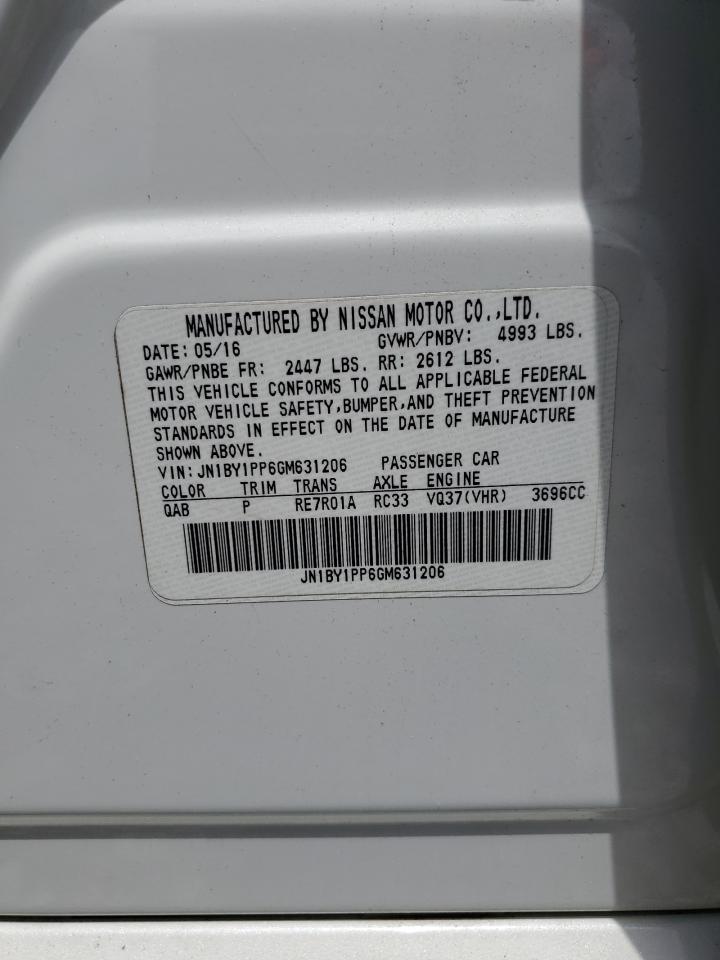 MANUFACTURED BY NISSAN MOTOR CO.,LTD.
DATE: 05/16 GVWR/PNBV: 4993 LBS.
GAWR/PNBE FR: 2447 LBS. RR: 2612 LBS.
THIS VEHICLE CONFORMS TO ALL APPLICABLE FEDERAL
MOTOR VEHICLE SAFETY,BUMPER,AND THEFT PREVENTION
STANDARDS IN EFFECT ON THE DATE OF MANUFACTURE
SHOWN ABOVE.
VIN:JN1BY1PP6GM631206 PASSENGER CAR
COLOR TRIM TRANS AXLE ENGINE
QAB P RE7R01A RC33 VQ37(VHR) 3696CC
JN1BY1PP6GM631206